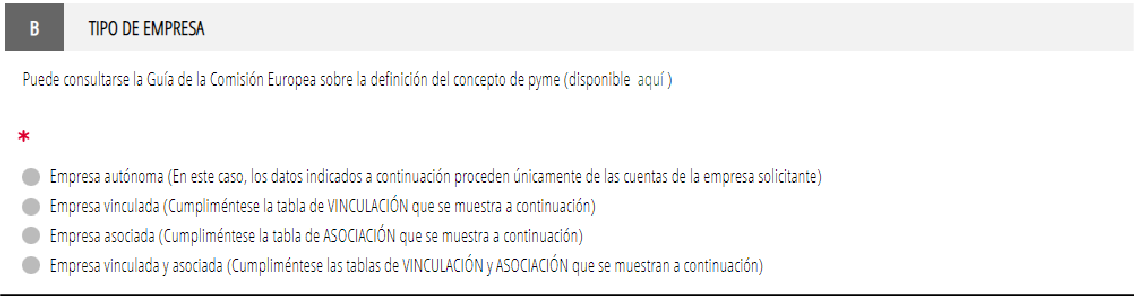 B TIPO DE EMPRESA
Puede consultarse la Guía de la Comisión Europea sobre la definición del concepto de pyme (disponible aquí )
*
Empresa autónoma (En este caso, los datos indicados a continuación proceden únicamente de las cuentas de la empresa solicitante)
Empresa vinculada (Cumpliméntese la tabla de VINCULACIÓN que se muestra a continuación)
Empresa asociada (Cumpliméntese la tabla de ASOCIACIÓN que se muestra a continuación)
Empresa vinculada y asociada (Cumpliméntese las tablas de VINCULACIÓN y ASOCIACIÓN que se muestran a continuación)